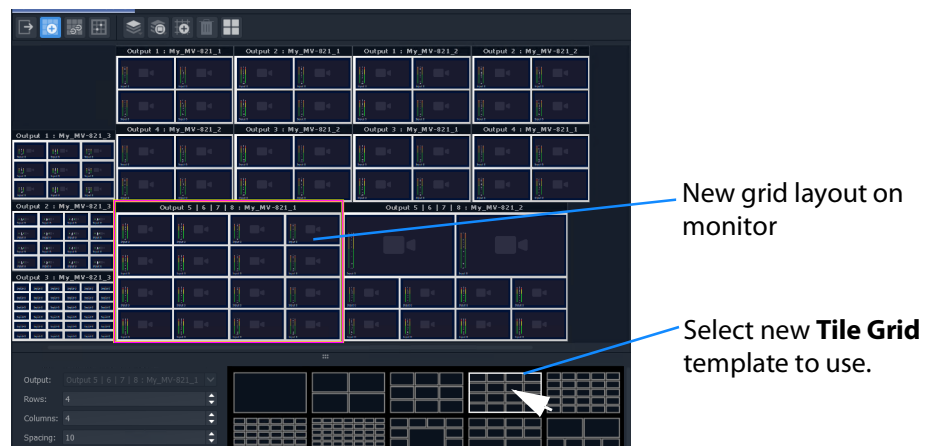 Output 1 : My_MV-821_1
Output 2 : My_MV-821_1
Output 1 : My_MV-821_2
Output 2 : My_MV-821_2
Output 4 : My_MV-821_2
Output 3 : My_MV-821_2
Output 3 : My_MV-821_1
Output 4 : My_MV-821_1
Output 1 : My_MV-821_3
Output 2 : My_MV-821_3
Output 5 | 6 | 7 | 8 : My_MV-821_1
Output 5 | 6 | 7 | 8 : My_MV-821_2
Output 3 : My_MV-821_3
New grid layout on
monitor
Select new Tile Grid
template to use.
Output: Output 5 | 6 | 7 | 8 : My_MV-821_1
Rows: 4
Columns: 4
Spacing: 10